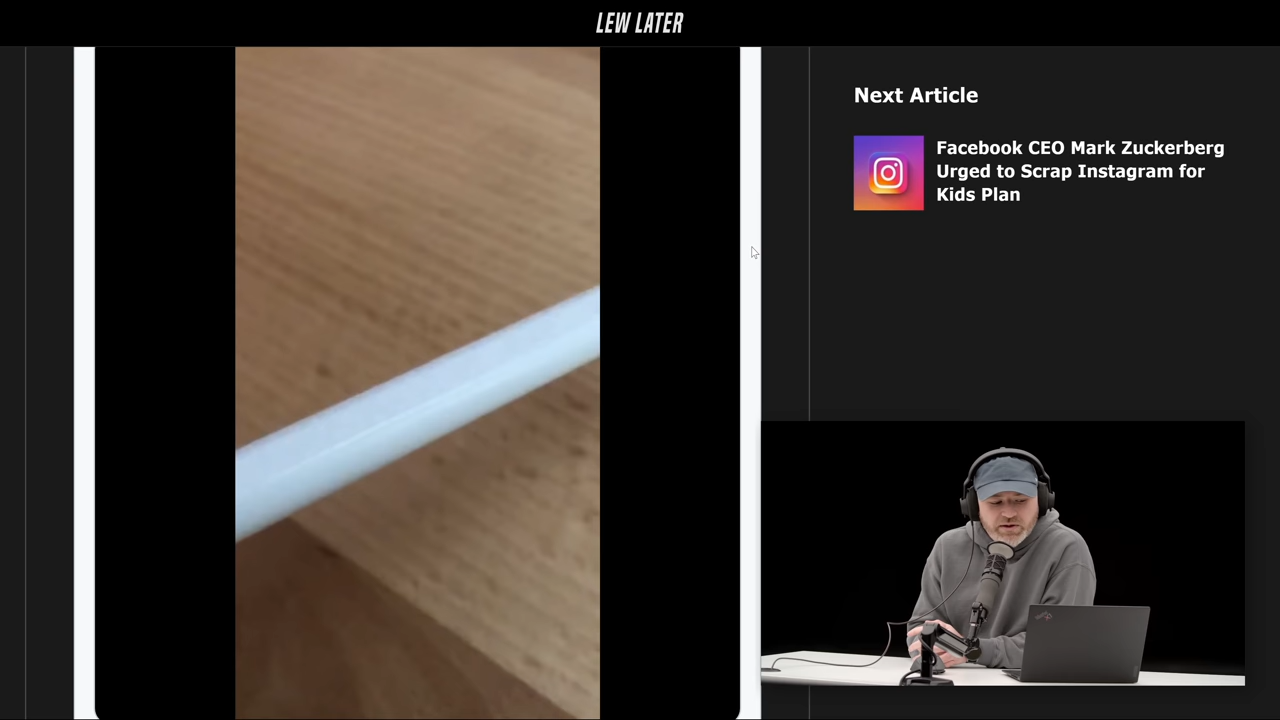 LEW LATER
Next Article
Facebook CEO Mark Zuckerberg
Urged to Scrap Instagram for
Kids Plan